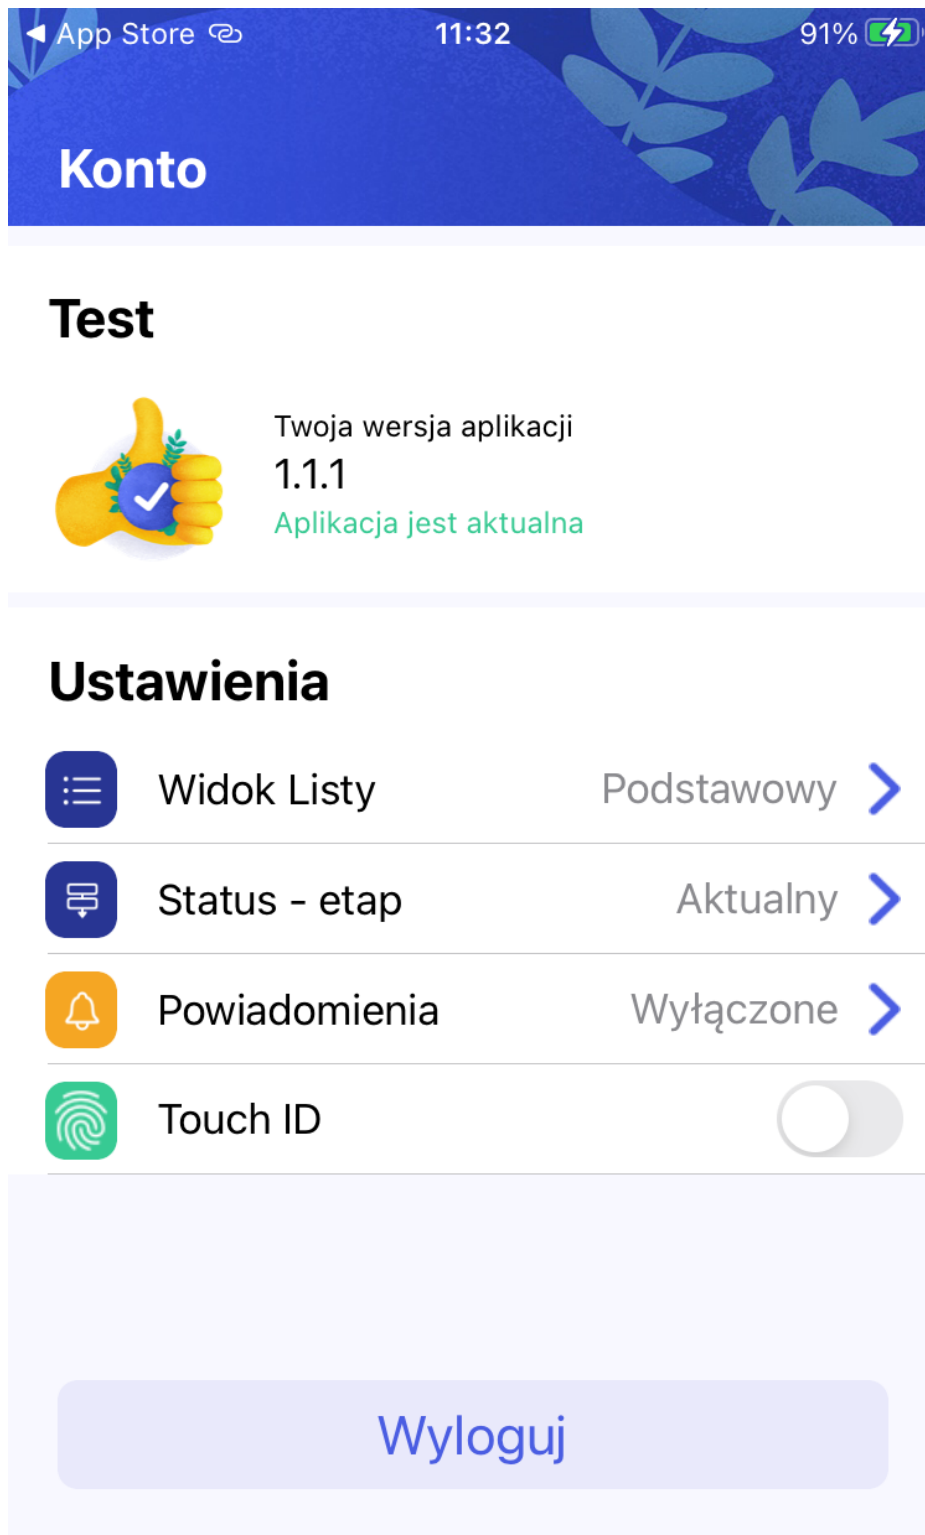 App Store
11:32
91%
Konto
Test
Twoja wersja aplikacji
1.1.1
Aplikacja jest aktualna
Ustawienia
Widok Listy Podstawowy
Status - etap Aktualny
Powiadomienia Wyłączone
Touch ID
Wyloguj